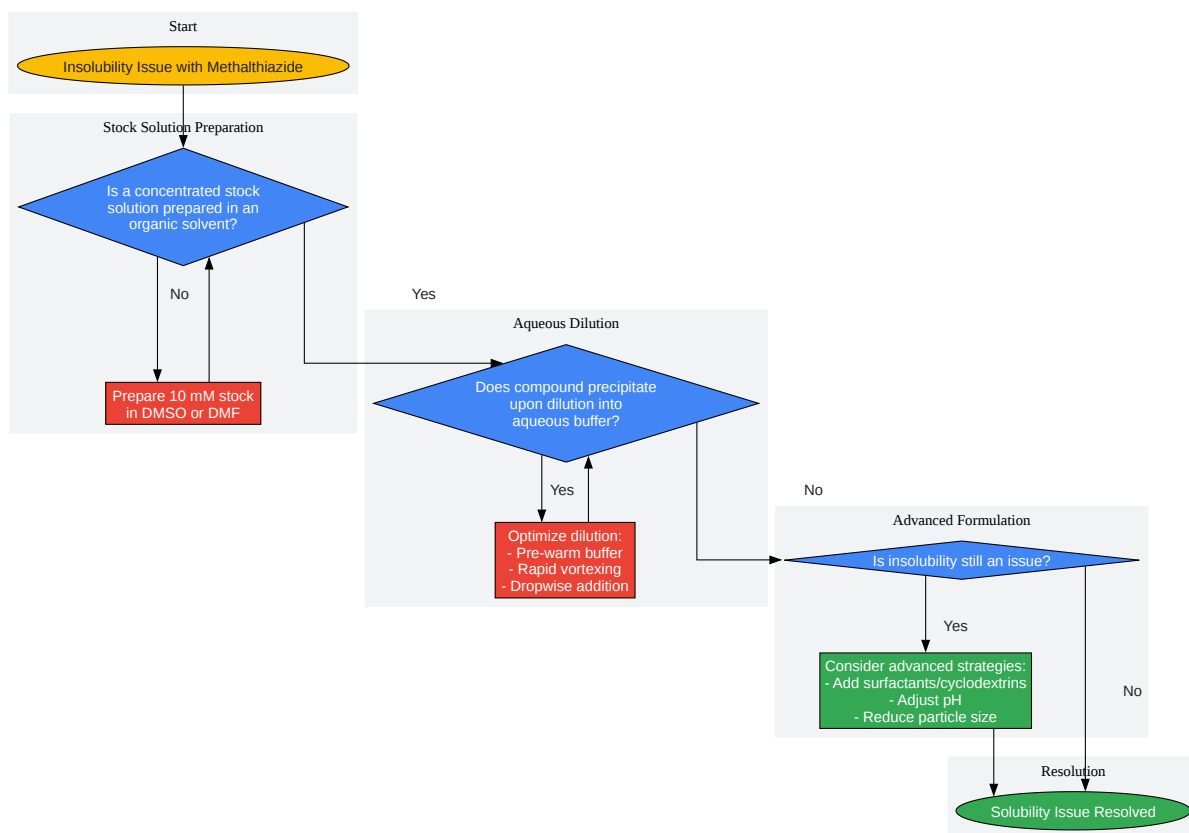 Start
Insolubility Issue with Methalthiazide
Stock Solution Preparation
Is a concentrated stock
solution prepared in an
organic solvent?
No
Yes
Prepare 10 mM stock
in DMSO or DMF
Aqueous Dilution
Does compound precipitate
upon dilution into
aqueous buffer?
Yes
No
Optimize dilution:
- Pre-warm buffer
- Rapid vortexing
- Dropwise addition
Advanced Formulation
Is insolubility still an issue?
Yes
No
Consider advanced strategies:
- Add surfactants/cyclodextrins
- Adjust pH
- Reduce particle size
Resolution
Solubility Issue Resolved